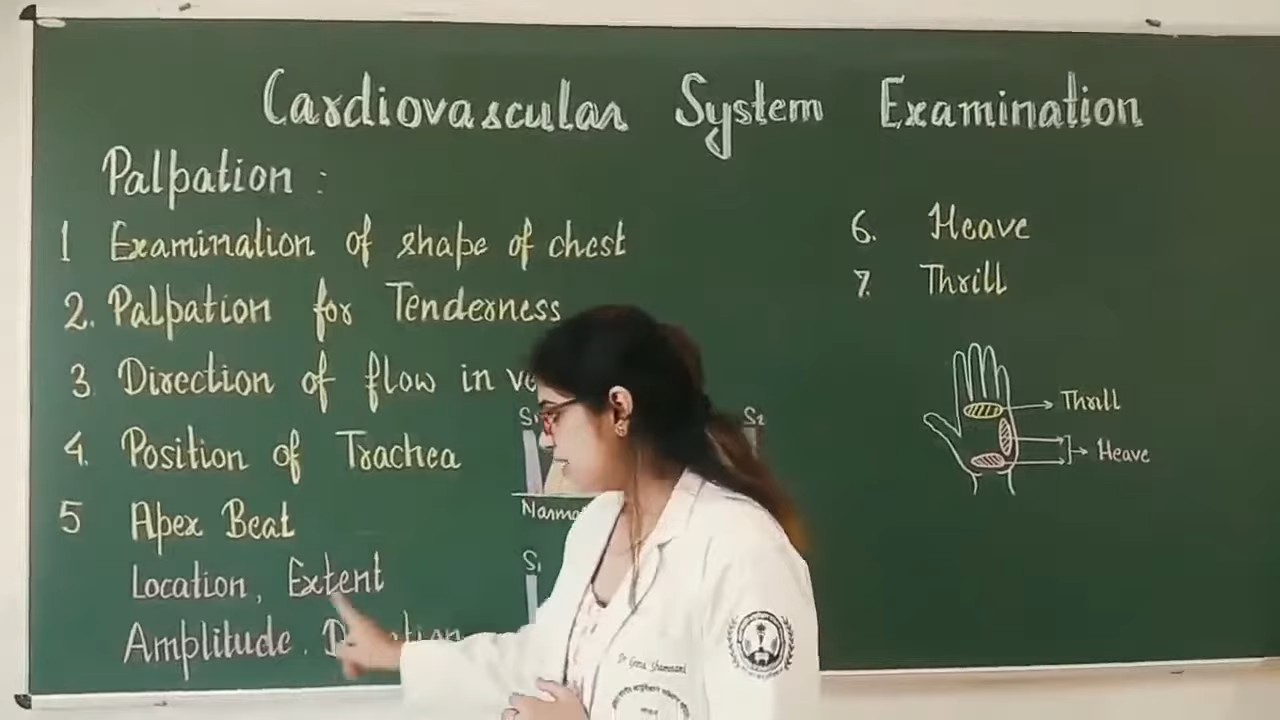 Cardiovascular System Examination
Palpation :
1 Examination of shape of chest
2. Palpation for Tenderness
3 Direction of flow in
4. Position of Trachea
5 Apex Beat
Location, Extent
Amplitude.
S1
S2
S1
6. Heave
7. Thrill
Thrill
Heave